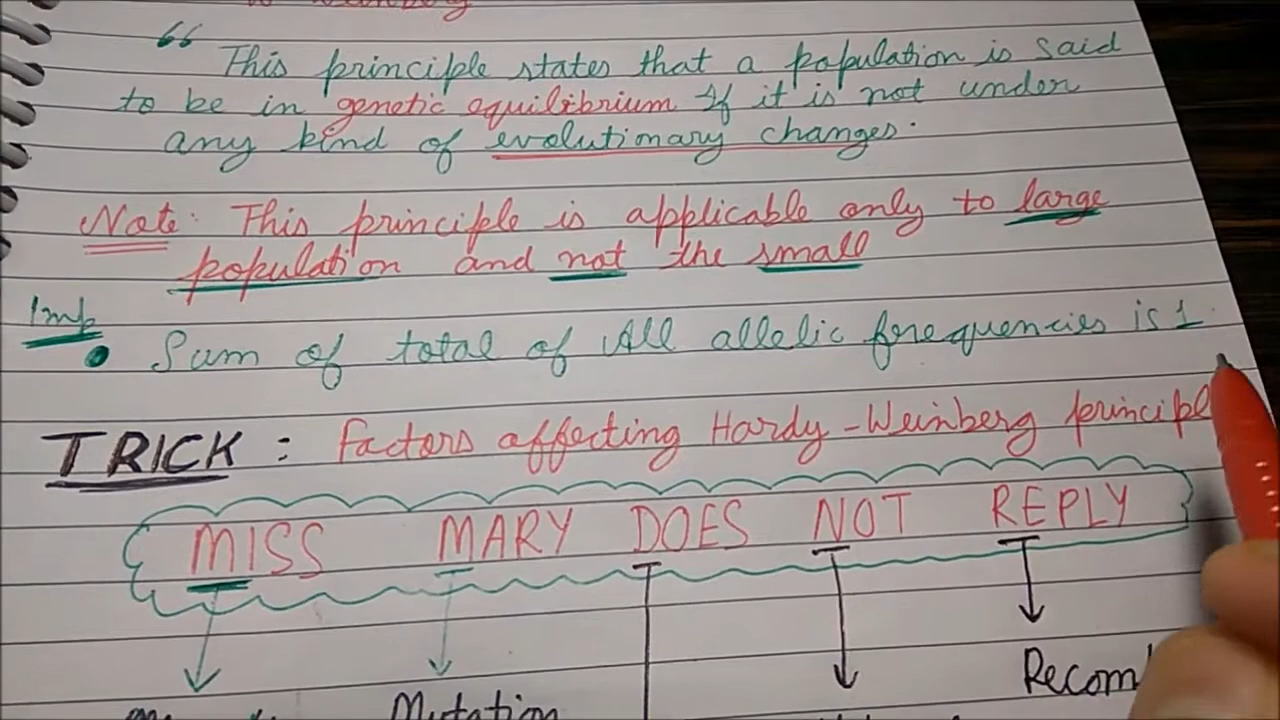 Weinberg
“ This principle states that a population is said
to be in genetic equilibrium If it is not under
any kind of evolutionary changes.
Note: This principle is applicable only to large
population and not the small
Imp
• Sum of total of All allelic frequencies is 1.
TRICK : Factors affecting Hardy-Weinberg principl
MISS MARY DOES NOT REPLY
Recom
Mutation